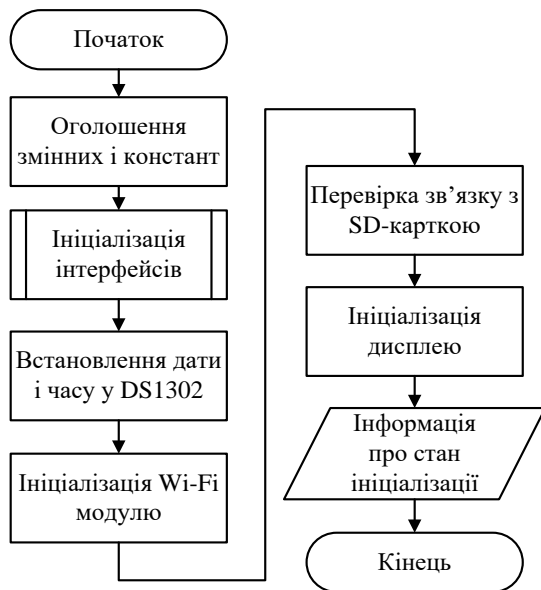 Початок
Оголошення
змінних і констант
Ініціалізація
інтерфейсів
Встановлення дати
і часу у DS1302
Ініціалізація Wi-Fi
модулю
Перевірка зв’язку з
SD-карткою
Ініціалізація
дисплею
Інформація
про стан
ініціалізації
Кінець